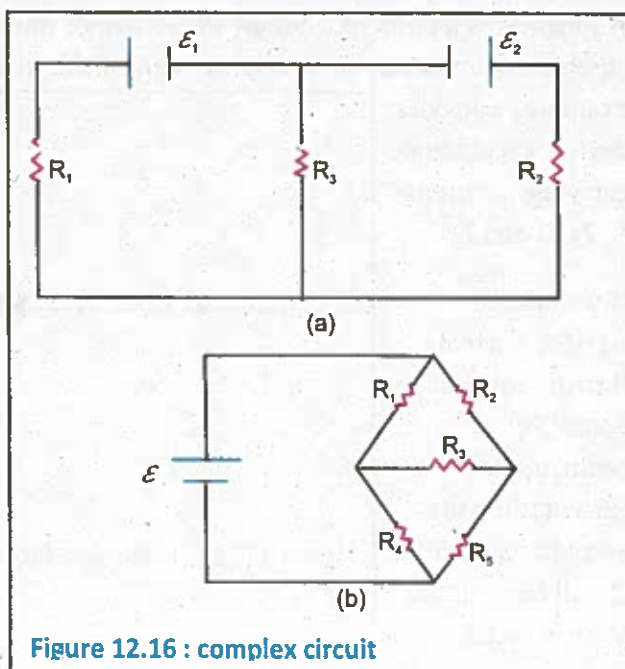 ε₁ ε₂
R₁ R₃ R₂
(a)
R₁ R₂
R₃
ε
R₄ R₅
(b)
Figure 12.16 : complex circuit